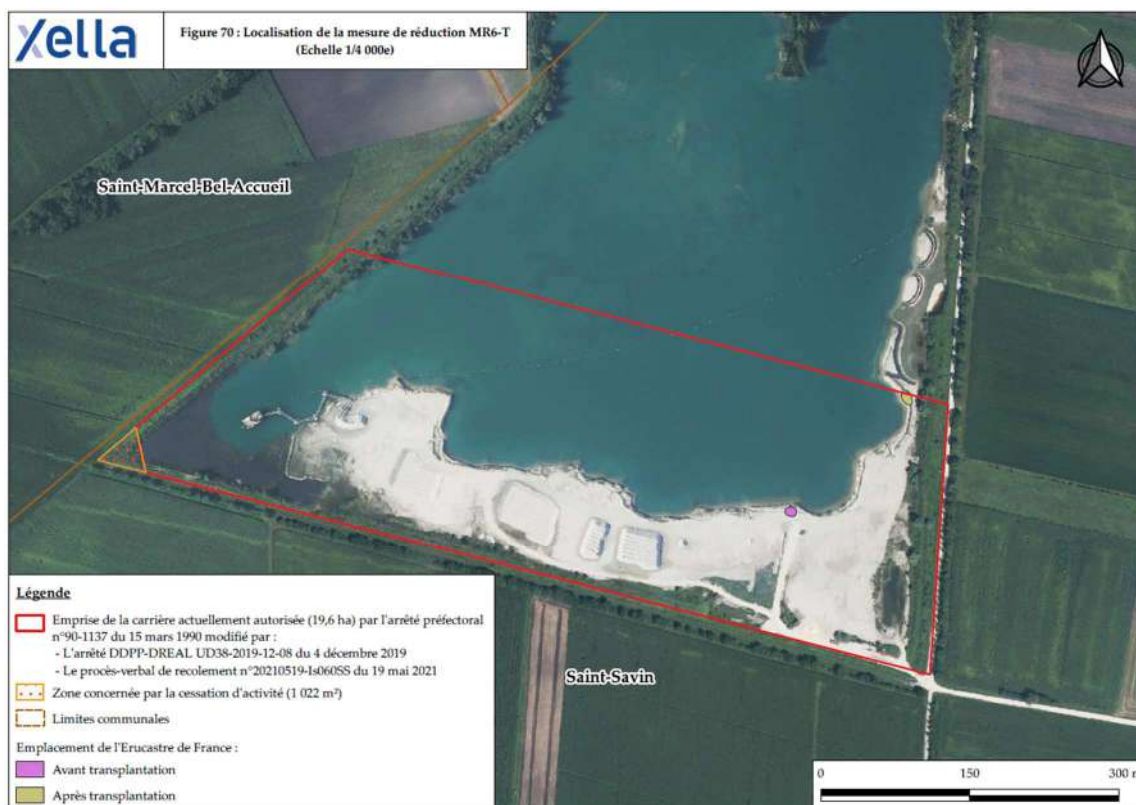 xella
Figure 70 : Localisation de la mesure de réduction MR6-T
(Echelle 1/4 000e)
Saint-Marcel-Bel-Accueil
Saint-Savin
Légende
Emprise de la carrière actuellement autorisée (19,6 ha) par l'arrêté préfectoral
n°90-1137 du 15 mars 1990 modifié par :
- L'arrêté DDPP-DREAL UD38-2019-12-08 du 4 décembre 2019
- Le procès-verbal de recolement n°20210519-Is060SS du 19 mai 2021
Zone concernée par la cessation d'activité (1 022 m²)
Limites communales
Emplacement de l'Erucastre de France :
Avant transplantation
Après transplantation
0 150 300 m